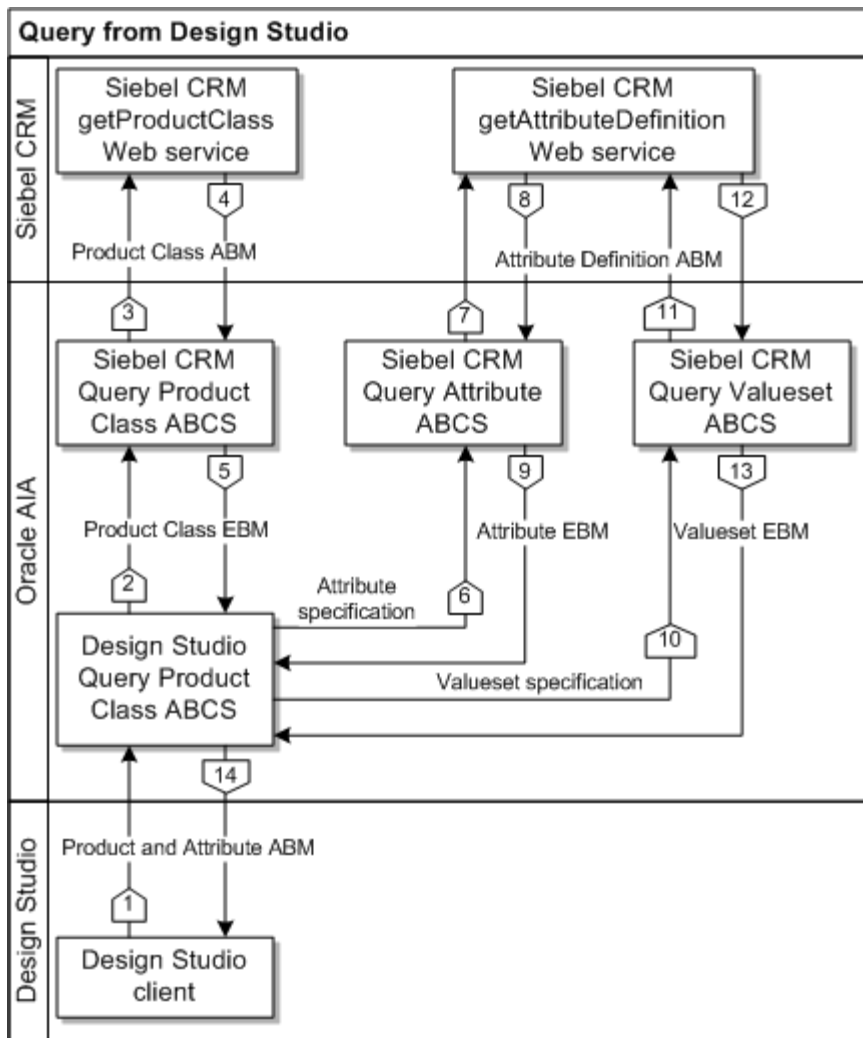 Query from Design Studio
Siebel CRM
Siebel CRM
getProductClass
Web service
Siebel CRM
getAttributeDefinition
Web service
4
8
12
Product Class ABM
Attribute Definition ABM
Oracle AIA
3
7
11
Siebel CRM
Query Product
Class ABCS
Siebel CRM
Query Attribute
ABCS
Siebel CRM
Query Valueset
ABCS
5
9
13
Product Class EBM
Attribute EBM
Valueset EBM
2
Attribute
specification
6
10
Design Studio
Query Product
Class ABCS
Valueset specification
14
Design Studio
Product and Attribute ABM
1
Design Studio
client